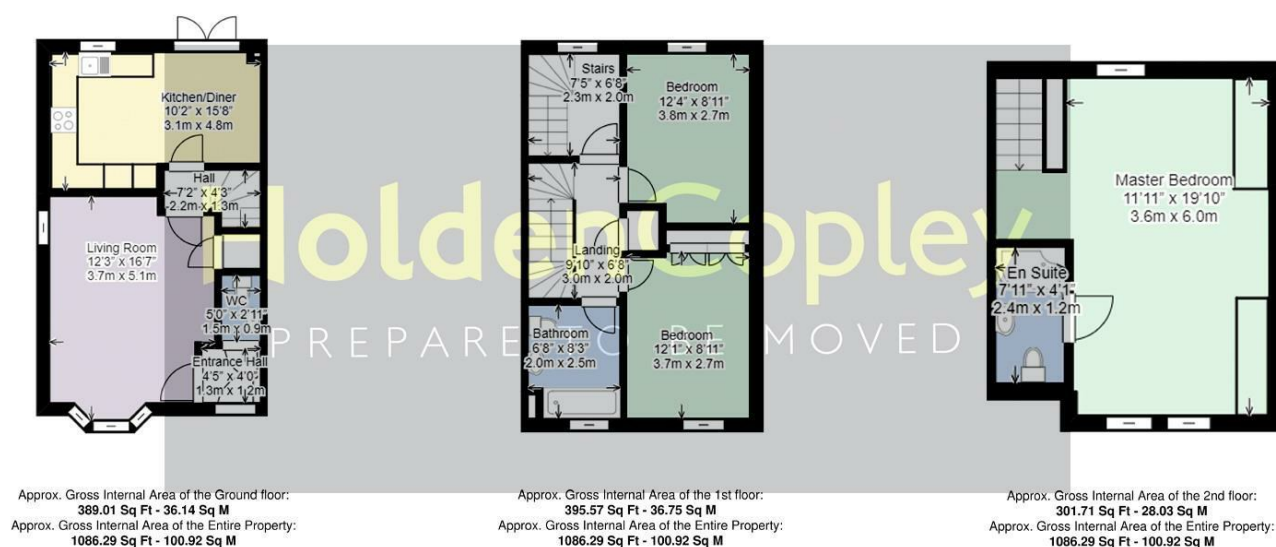 Kitchen/Diner
10'2" x 15'8"
3.1m x 4.8m
Hall
7'2" x 4'3"
2.2m x 1.3m
Living Room
12'3" x 16'7"
3.7m x 5.1m
WC
5'0" x 2'11"
1.5m x 0.9m
Entrance Hall
4'5" x 4'0"
1.3m x 1.2m
Stairs
7'5" x 6'8"
2.3m x 2.0m
Bedroom
12'4" x 8'11"
3.8m x 2.7m
Landing
9'10" x 6'8"
3.0m x 2.0m
Bathroom
6'8" x 8'3"
2.0m x 2.5m
Bedroom
12'1" x 8'11"
3.7m x 2.7m
Master Bedroom
11'11" x 19'10"
3.6m x 6.0m
En Suite
7'11" x 4'1"
2.4m x 1.2m
HoldenCopley
PREPARE TO BE MOVED
Approx. Gross Internal Area of the Ground floor:
389.01 Sq Ft - 36.14 Sq M
Approx. Gross Internal Area of the Entire Property:
1086.29 Sq Ft - 100.92 Sq M
Approx. Gross Internal Area of the 1st floor:
395.57 Sq Ft - 36.75 Sq M
Approx. Gross Internal Area of the Entire Property:
1086.29 Sq Ft - 100.92 Sq M
Approx. Gross Internal Area of the 2nd floor:
301.71 Sq Ft - 28.03 Sq M
Approx. Gross Internal Area of the Entire Property:
1086.29 Sq Ft - 100.92 Sq M